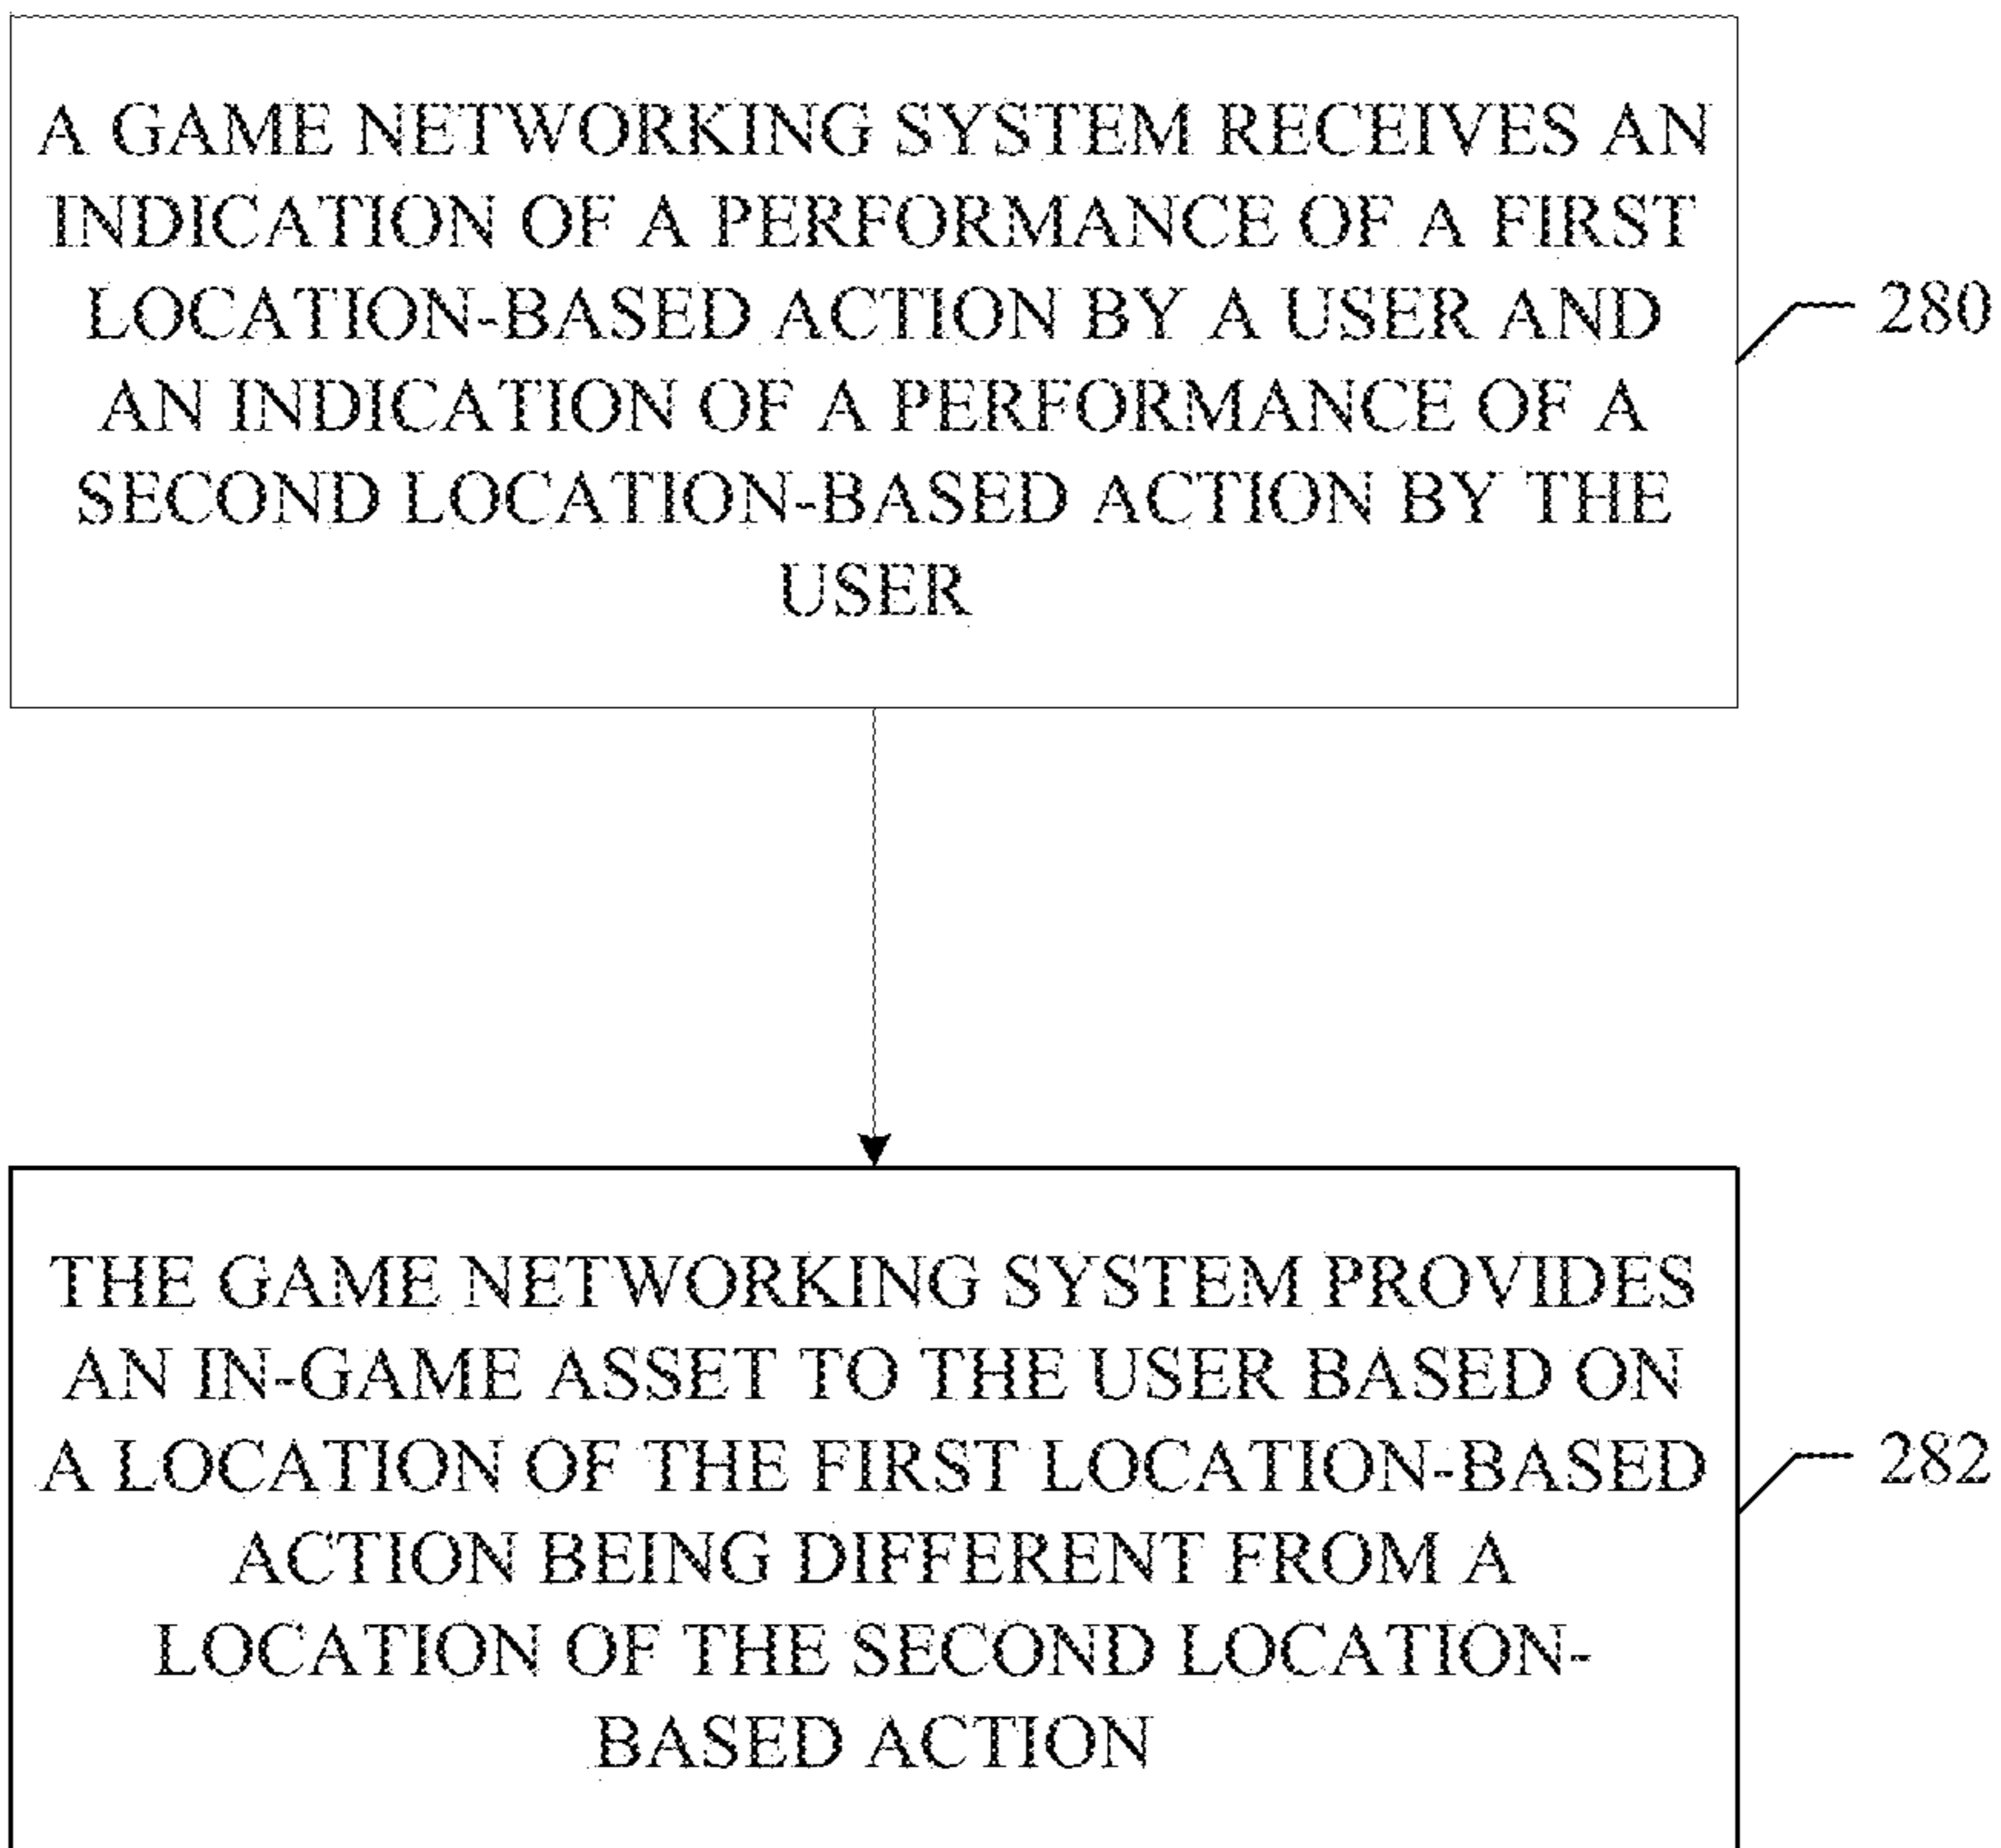 A GAME NETWORKING SYSTEM RECEIVES AN
INDICATION OF A PERFORMANCE OF A FIRST
LOCATION-BASED ACTION BY A USER AND
AN INDICATION OF A PERFORMANCE OF A
SECOND LOCATION-BASED ACTION BY THE
USER
280
THE GAME NETWORKING SYSTEM PROVIDES
AN IN-GAME ASSET TO THE USER BASED ON
A LOCATION OF THE FIRST LOCATION-BASED
ACTION BEING DIFFERENT FROM A
LOCATION OF THE SECOND LOCATION-
BASED ACTION
282